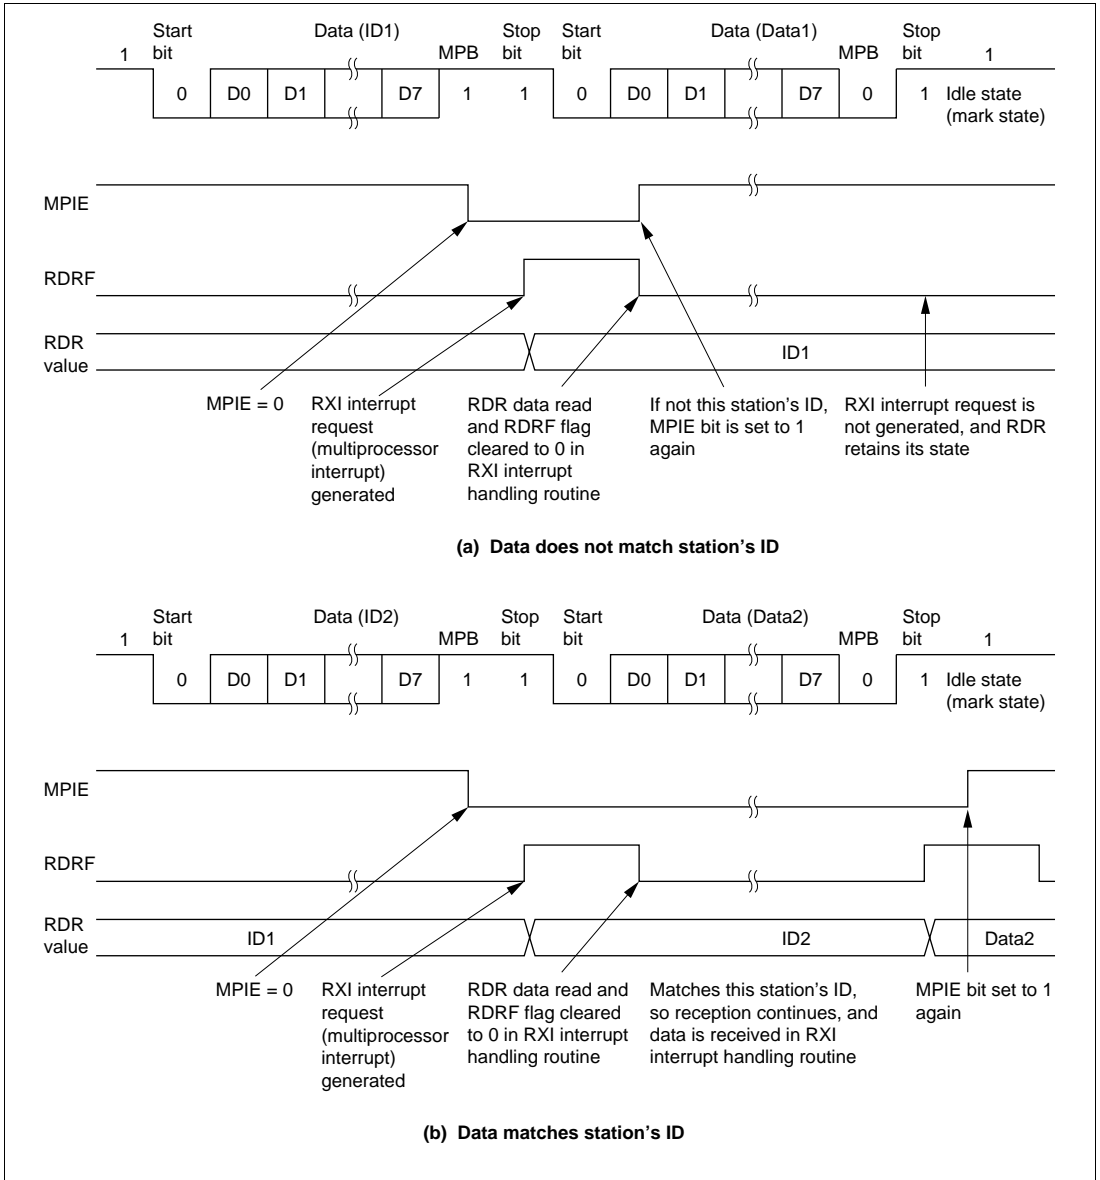 Start bit
Data (ID1)
Stop bit
Start bit
Data (Data1)
Stop bit
1
MPB
MPB
1
0
D0
D1
D7
1
1
0
D0
D1
D7
0
1
Idle state (mark state)
MPIE
RDRF
RDR value
ID1
MPIE = 0
RXI interrupt
request
(multiprocessor
interrupt)
generated
RDR data read
and RDRF flag
cleared to 0 in
RXI interrupt
handling routine
If not this station's ID,
MPIE bit is set to 1
again
RXI interrupt request is
not generated, and RDR
retains its state
(a) Data does not match station's ID
Start bit
Data (ID2)
Stop bit
Start bit
Data (Data2)
Stop bit
1
MPB
MPB
1
0
D0
D1
D7
1
1
0
D0
D1
D7
0
1
Idle state (mark state)
MPIE
RDRF
RDR value
ID1
ID2
Data2
MPIE = 0
RXI interrupt
request
(multiprocessor
interrupt)
generated
RDR data read and
RDRF flag cleared
to 0 in RXI interrupt
handling routine
Matches this station's ID,
so reception continues, and
data is received in RXI
interrupt handling routine
MPIE bit set to 1
again
(b) Data matches station's ID